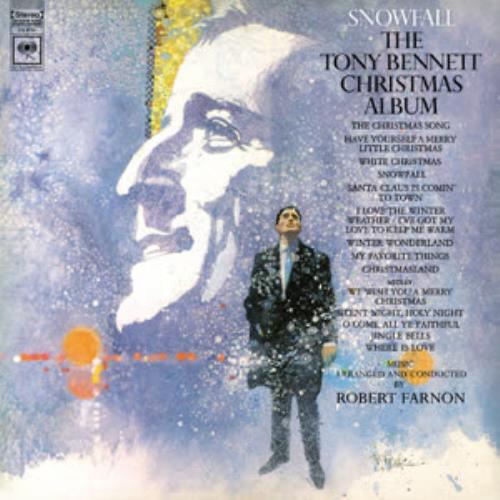 Stereo
SNOWFALL
THE
TONY BENNETT
CHRISTMAS
ALBUM
THE CHRISTMAS SONG
HAVE YOURSELF A MERRY
LITTLE CHRISTMAS
WHITE CHRISTMAS
SNOWFALL
SANTA CLAUS IS COMIN'
TO TOWN
I LOVE THE WINTER
WEATHER / I'VE GOT MY
LOVE TO KEEP ME WARM
WINTER WONDERLAND
MY FAVORITE THINGS
CHRISTMASLAND
MEDLEY:
WE WISH YOU A MERRY
CHRISTMAS
SILENT NIGHT, HOLY NIGHT
O COME, ALL YE FAITHFUL
JINGLE BELLS
WHERE IS LOVE
MUSIC
ARRANGED AND CONDUCTED
BY
ROBERT FARNON